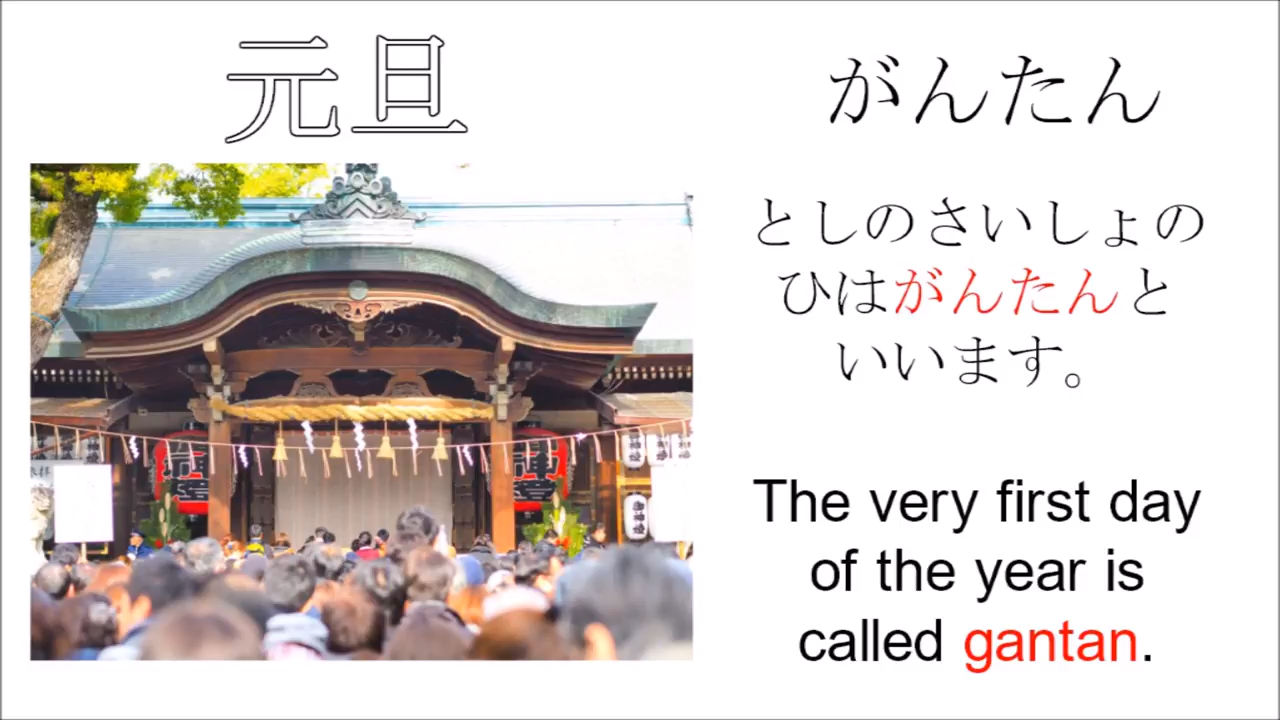 元旦
がんたん
としのさいしょの
ひはがんたんと
いいます。
The very first day
of the year is
called gantan.